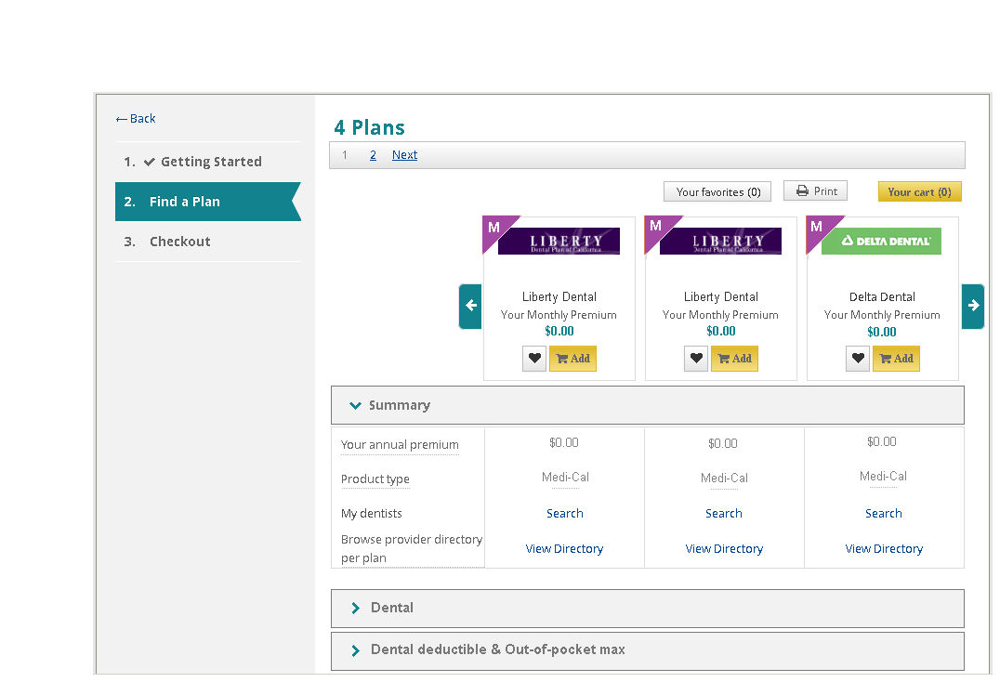 ←Back
1. ✔ Getting Started
2. Find a Plan
3. Checkout
4 Plans
1 2 Next
Your favorites (0) Print Your cart (0)
M M M
LIBERTY LIBERTY DELTA DENTAL
Dental Plan of California Dental Plan of California
Liberty Dental Liberty Dental Delta Dental
Your Monthly Premium Your Monthly Premium Your Monthly Premium
$0.00 $0.00 $0.00
Add Add Add
Summary
Your annual premium $0.00 $0.00 $0.00
Product type Medi-Cal Medi-Cal Medi-Cal
My dentists Search Search Search
Browse provider directory
per plan View Directory View Directory View Directory
Dental
Dental deductible & Out-of-pocket max